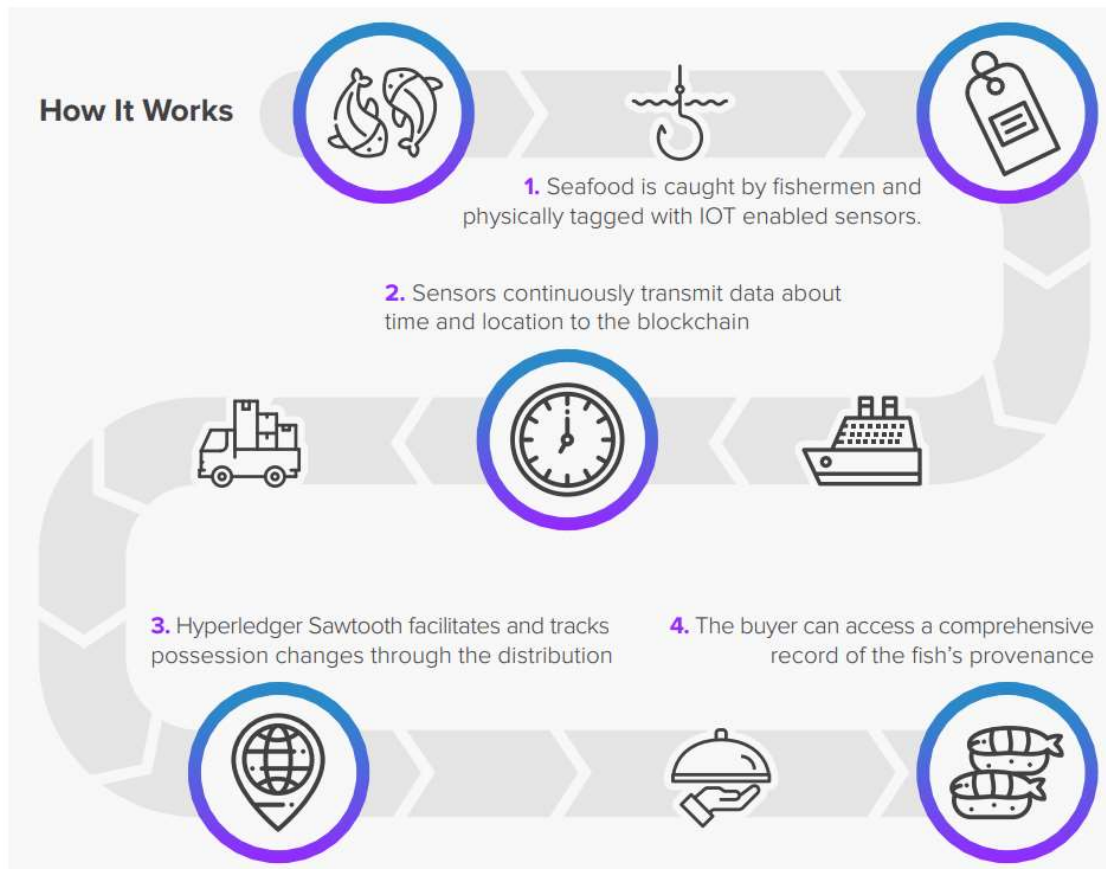 How It Works
1. Seafood is caught by fishermen and
physically tagged with IOT enabled sensors.
2. Sensors continuously transmit data about
time and location to the blockchain
3. Hyperledger Sawtooth facilitates and tracks
possession changes through the distribution
4. The buyer can access a comprehensive
record of the fish's provenance